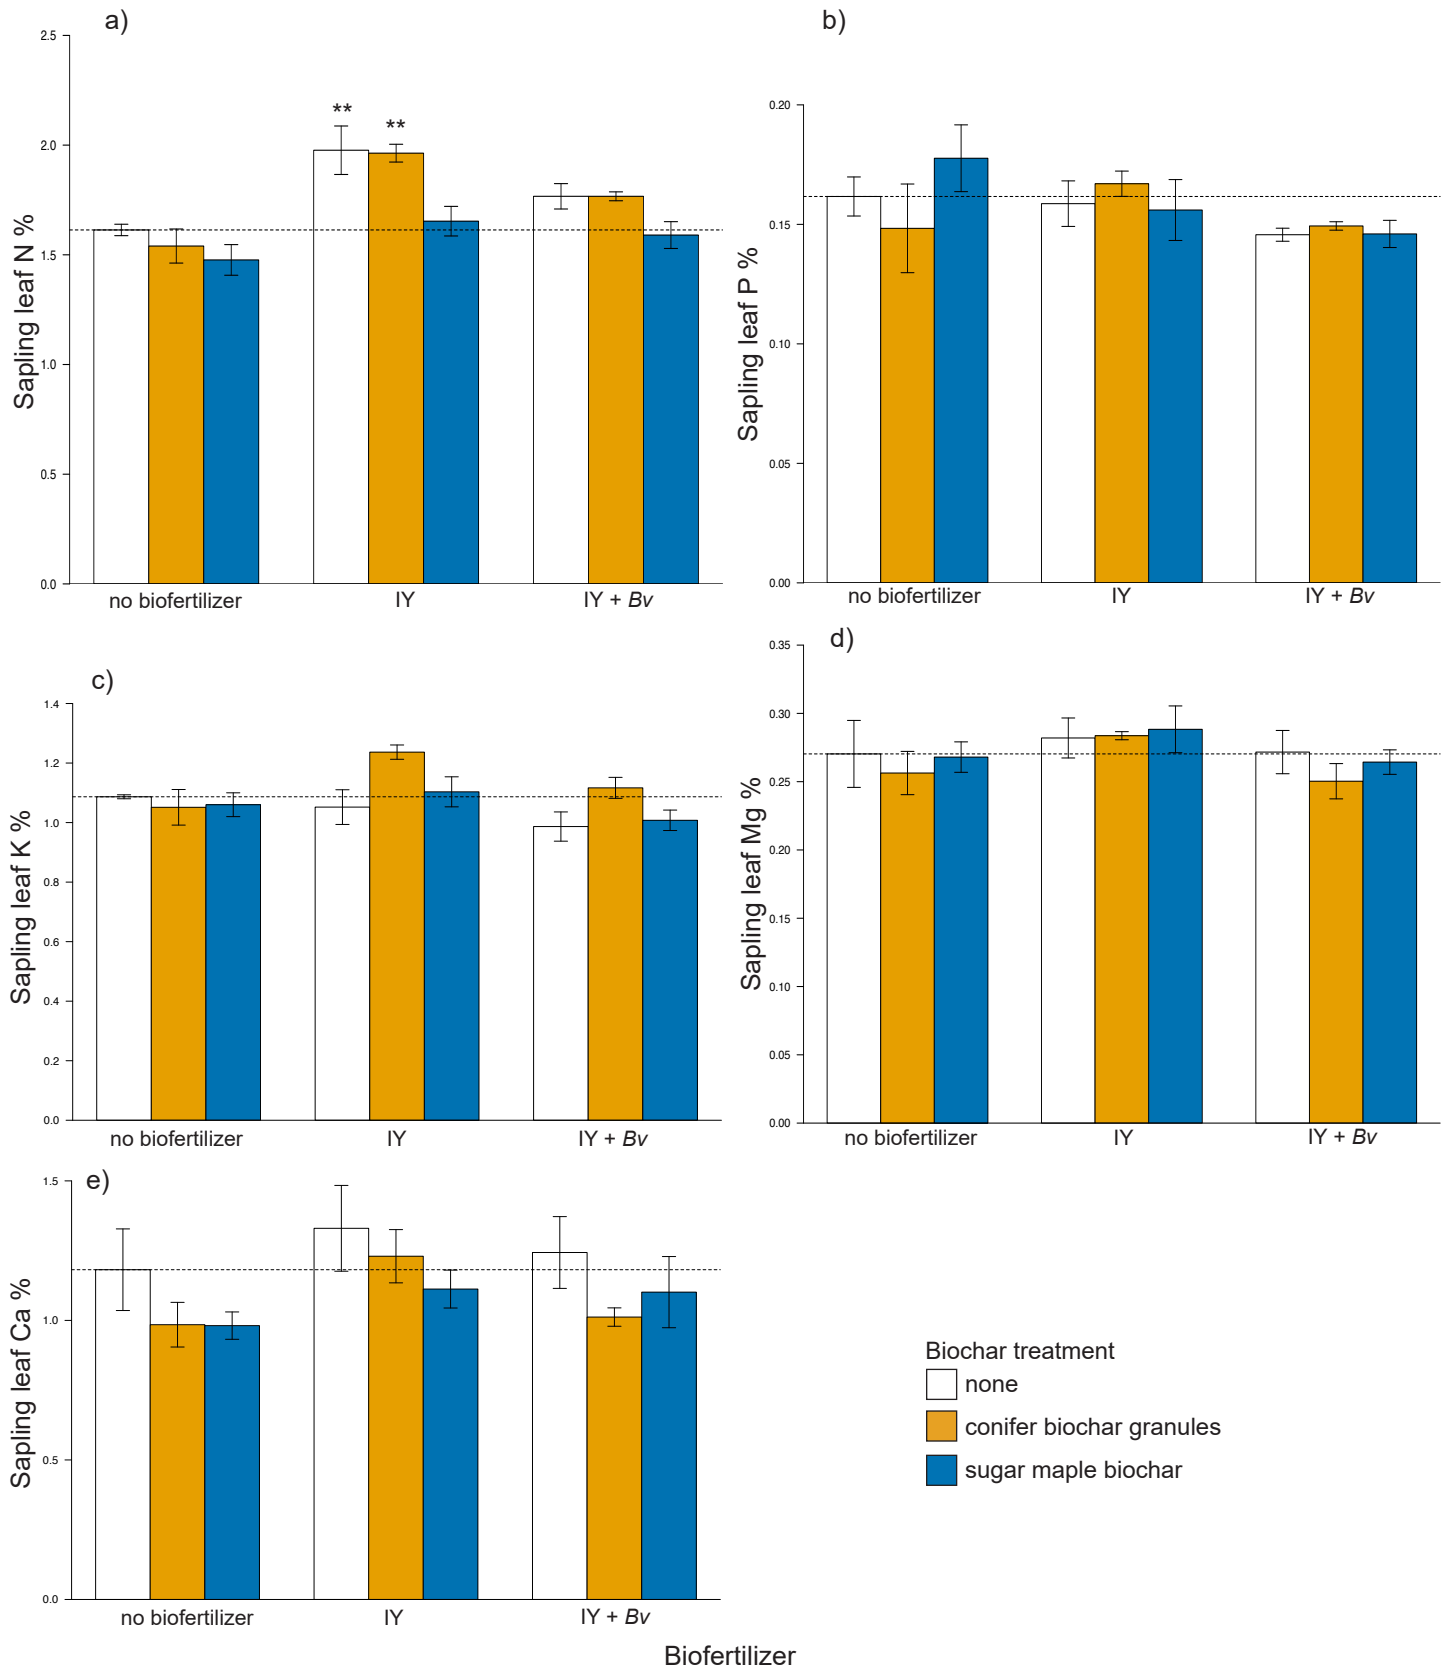 a)
2.5
2.0
1.5
1.0
0.5
0.0
Sapling leaf N %
**
**
no biofertilizer
IY
IY + Bv
b)
0.20
0.15
0.10
0.05
0.00
Sapling leaf P %
no biofertilizer
IY
IY + Bv
c)
1.4
1.2
1.0
0.8
0.6
0.4
0.2
0.0
Sapling leaf K %
no biofertilizer
IY
IY + Bv
d)
0.35
0.30
0.25
0.20
0.15
0.10
0.05
0.00
Sapling leaf Mg %
no biofertilizer
IY
IY + Bv
e)
1.5
1.0
0.5
0.0
Sapling leaf Ca %
no biofertilizer
IY
IY + Bv
Biochar treatment
none
conifer biochar granules
sugar maple biochar
Biofertilizer